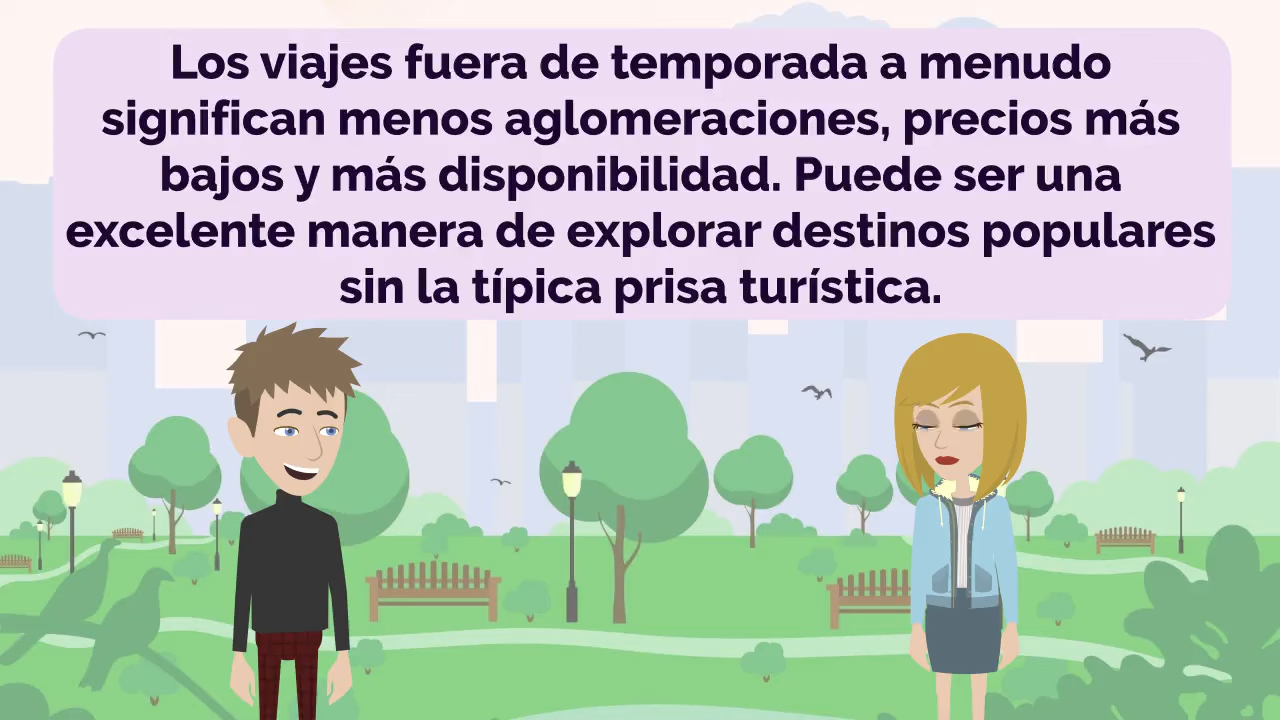 Los viajes fuera de temporada a menudo
significan menos aglomeraciones, precios más
bajos y más disponibilidad. Puede ser una
excelente manera de explorar destinos populares
sin la típica prisa turística.